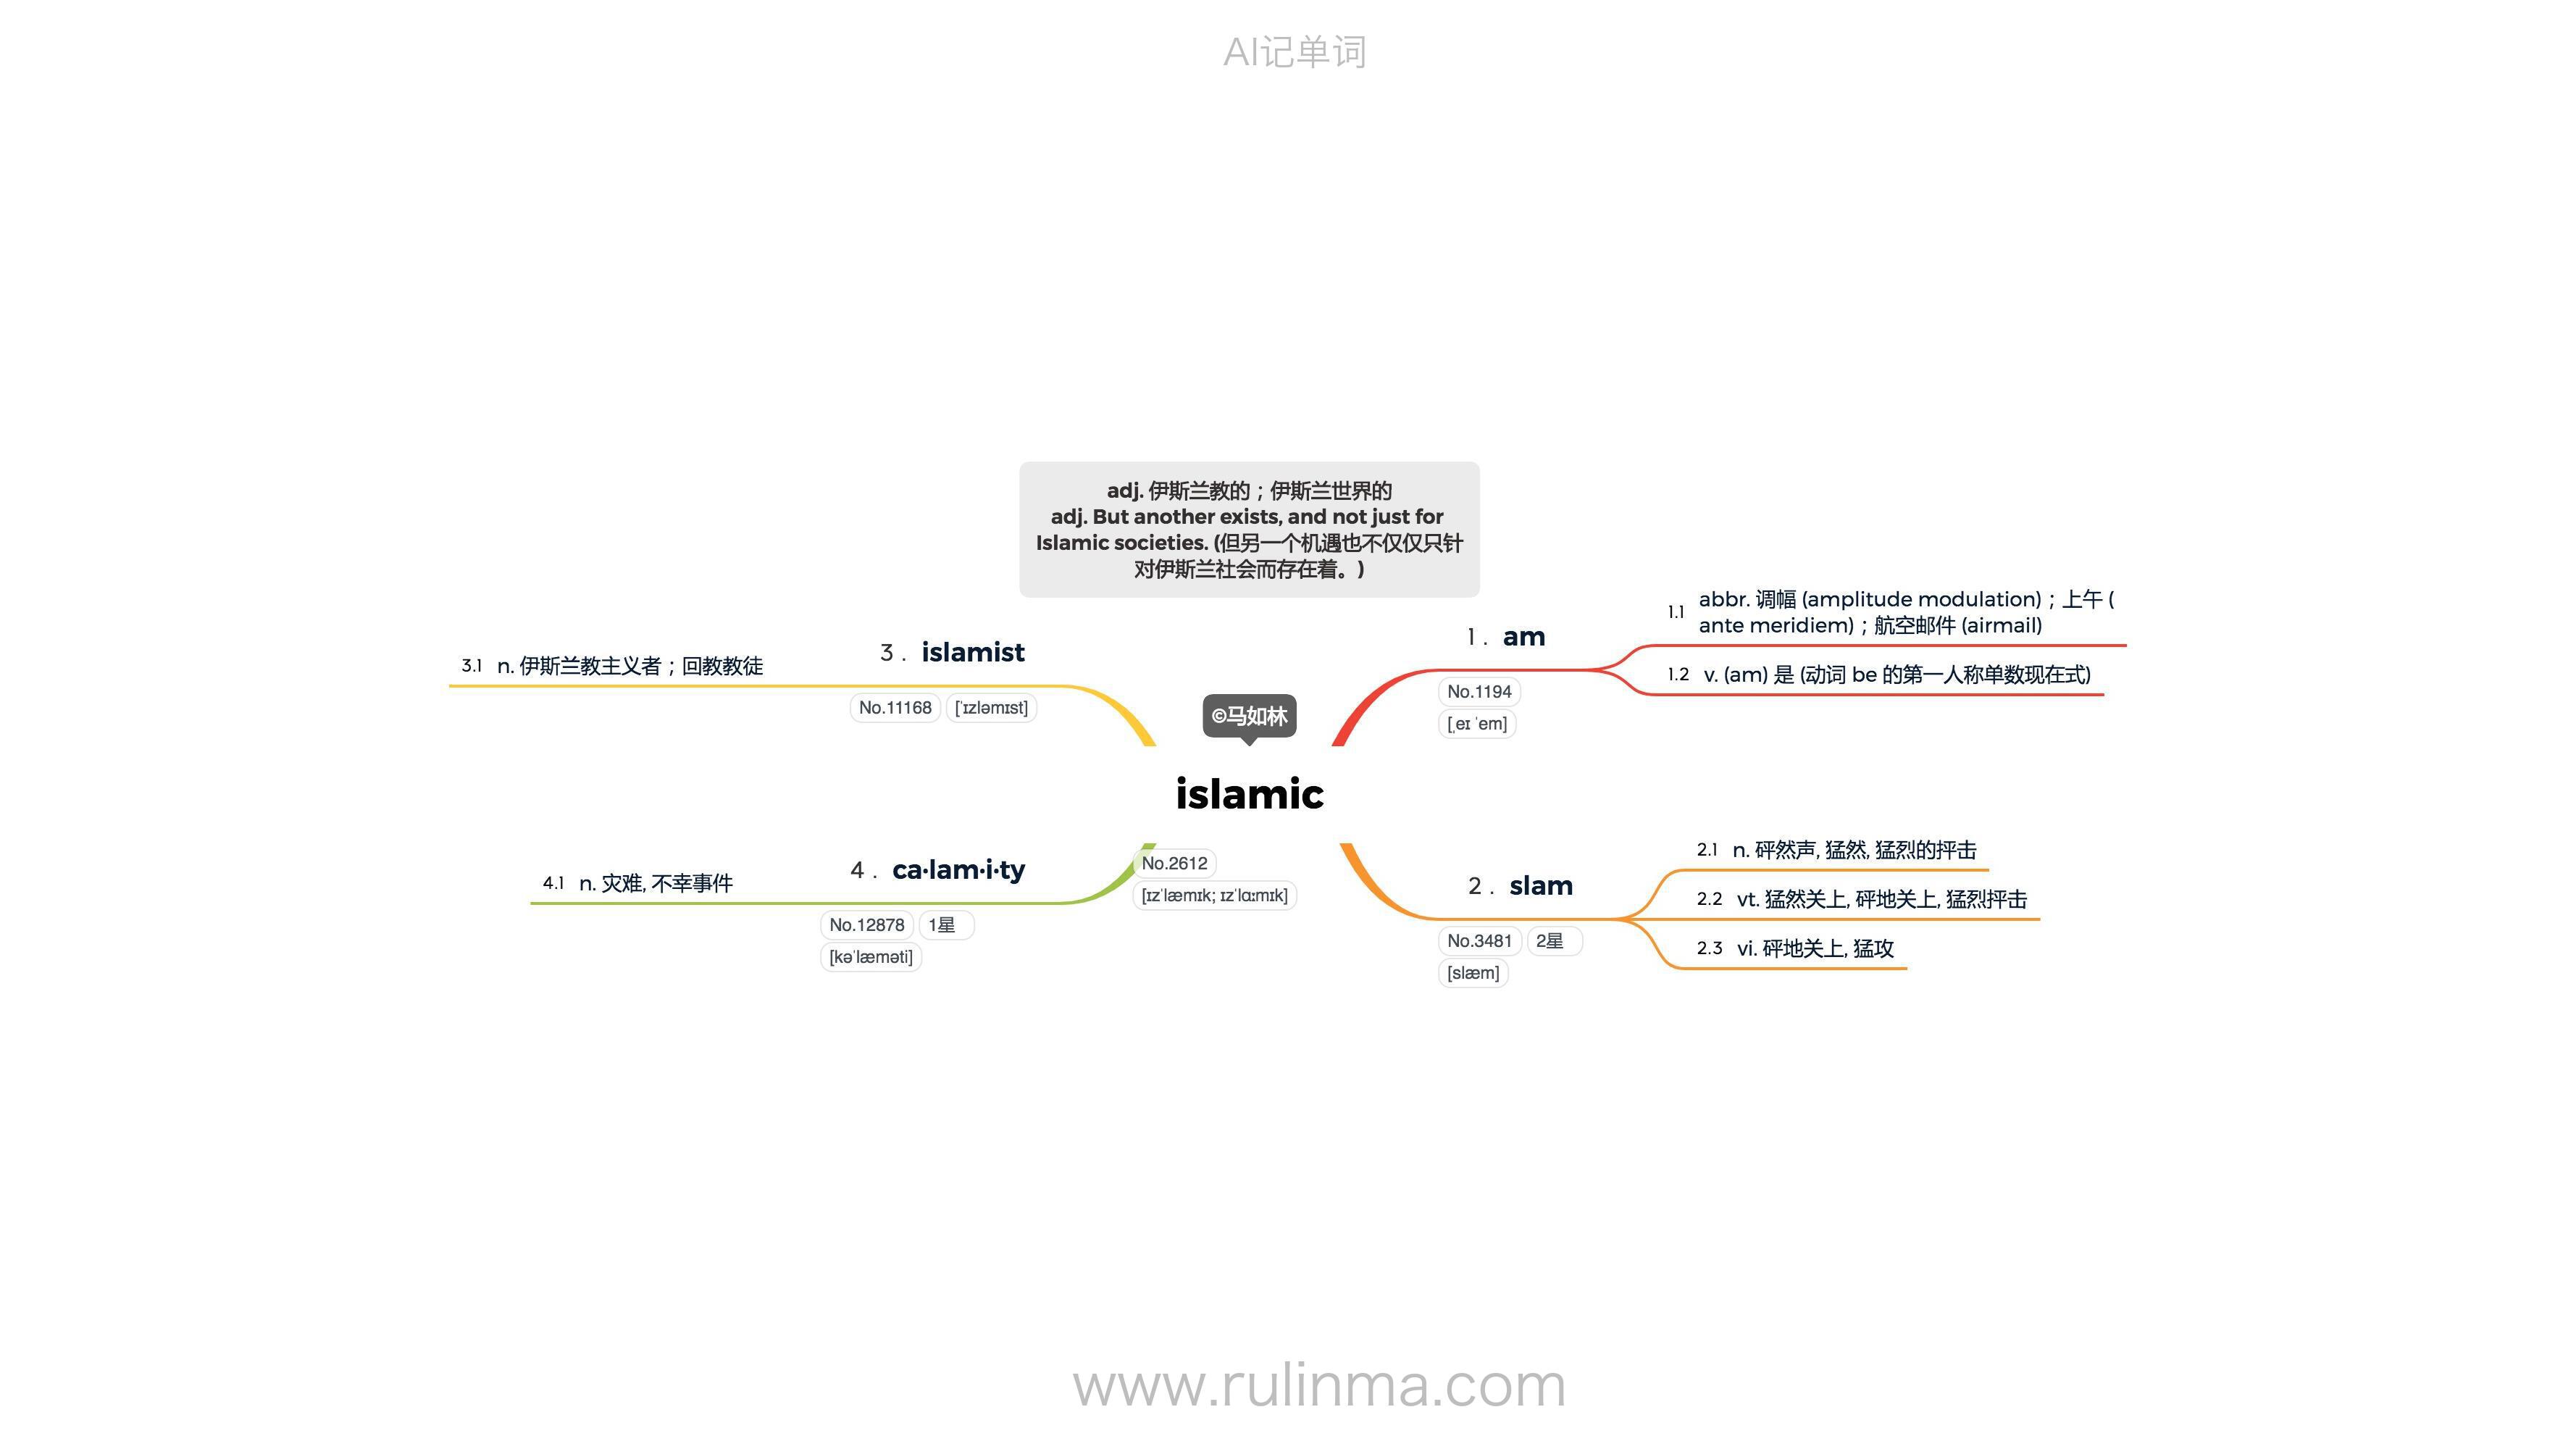 AI记单词
adj. 伊斯兰教的；伊斯兰世界的
adj. But another exists, and not just for
Islamic societies. (但另一个机遇也不仅仅只针
对伊斯兰社会而存在着。)
©马如林
islamic
No.2612
[ɪzˈlæmɪk; ɪzˈlɑːmɪk]
1 . am
No.1194
[ˌeɪ ˈem]
1.1 abbr. 调幅 (amplitude modulation)；上午 (
ante meridiem)；航空邮件 (airmail)
1.2 v. (am) 是 (动词 be 的第一人称单数现在式)
2 . slam
No.3481 2星
[slæm]
2.1 n. 砰然声, 猛然, 猛烈的抨击
2.2 vt. 猛然关上, 砰地关上, 猛烈抨击
2.3 vi. 砰地关上, 猛攻
3 . islamist
No.11168 [ˈɪzləmɪst]
3.1 n. 伊斯兰教主义者；回教教徒
4 . ca·lam·i·ty
No.12878 1星
[kəˈlæməti]
4.1 n. 灾难, 不幸事件
www.rulinma.com